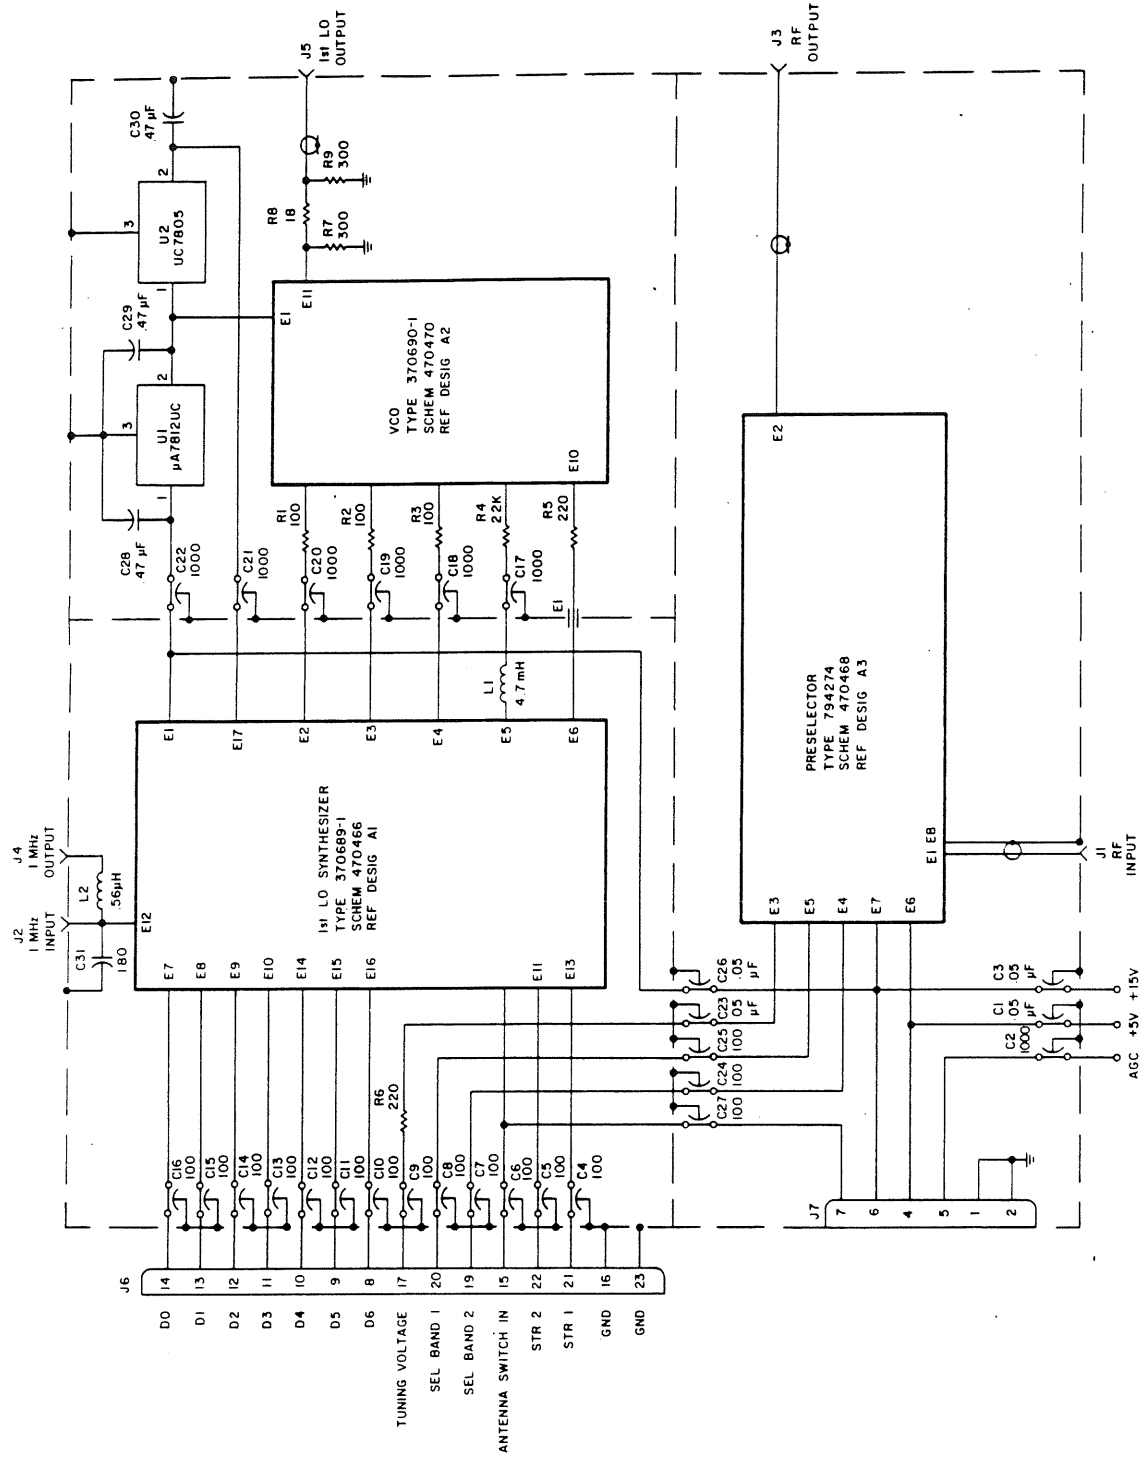 J6
D0 14
D1 13
D2 12
D3 11
D4 10
D5 9
D6 8
TUNING VOLTAGE 17
SEL BAND 1 20
SEL BAND 2 19
ANTENNA SWITCH IN 15
STR 2 22
STR 1 21
GND 16
GND 23
C16
100
C15
100
C14
100
C13
100
C12
100
C11
100
C10
100
C9
100
C8
100
C7
100
C6
100
C5
100
C4
100
R6
220
J2
1 MHz
INPUT
J4
1 MHz
OUTPUT
C31
180
L2
.56µH
E12
E7
E8
E9
E10
E14
E15
E16
E11
E13
1st LO SYNTHESIZER
TYPE 370689-1
SCHEM 470466
REF DESIG A1
E1
E17
E2
E3
E4
E5
E6
L1
4.7mH
E1
C28
.47 µF
C22
1000
C21
1000
C20
1000
C19
1000
C18
1000
C17
1000
R1
100
R2
100
R3
100
R4
22K
R5
220
1
U1
µA7812UC
3
2
C29
.47 µF
1
U2
UC7805
3
2
C30
.47 µF
E1
E11
VCO
TYPE 370690-1
SCHEM 470470
REF DESIG A2
E10
R7
300
R8
18
R9
300
J5
1st LO
OUTPUT
C26
.05
µF
C23
.05
µF
C25
100
C24
100
C27
100
E3
E5
E4
E7
E6
PRESELECTOR
TYPE 794274
SCHEM 470468
REF DESIG A3
E1
E8
E2
J3
RF
OUTPUT
J1
RF
INPUT
J7
7
6
4
5
1
2
C3
.05
µF
C1
.05
µF
C2
1000
AGC
+5V
+15V